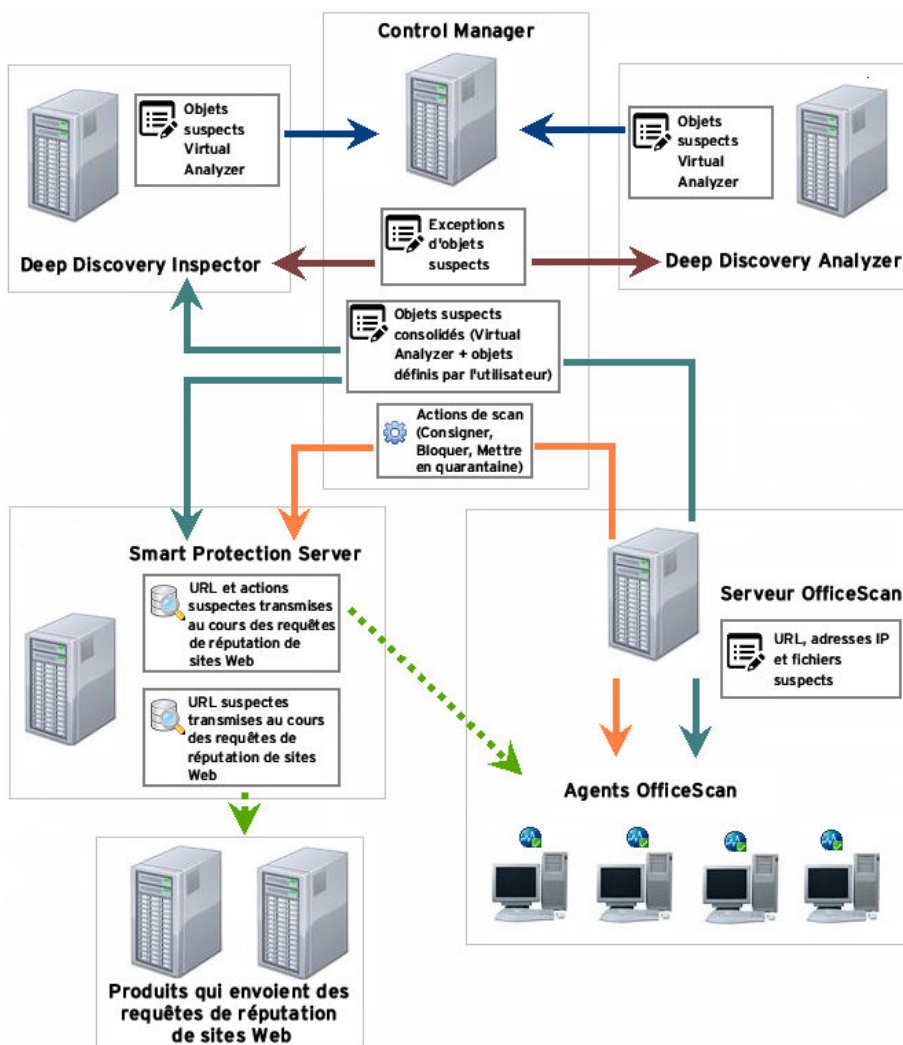 Control Manager
Objets
suspects
Virtual
Analyzer
Objets
suspects
Virtual
Analyzer
Deep Discovery Inspector
Exceptions
d'objets
suspects
Deep Discovery Analyzer
Objets suspects
consolidés (Virtual
Analyzer + objets
définis par l'utilisateur)
Actions de scan
(Consigner,
Bloquer, Mettre
en quarantaine)
Smart Protection Server
URL et actions
suspectes transmises
au cours des requêtes
de réputation de
sites Web
URL suspectes
transmises au cours
des requêtes de
réputation de sites
Web
Serveur OfficeScan
URL, adresses IP
et fichiers
suspects
Agents OfficeScan
Produits qui envoient des
requêtes de réputation
de sites Web